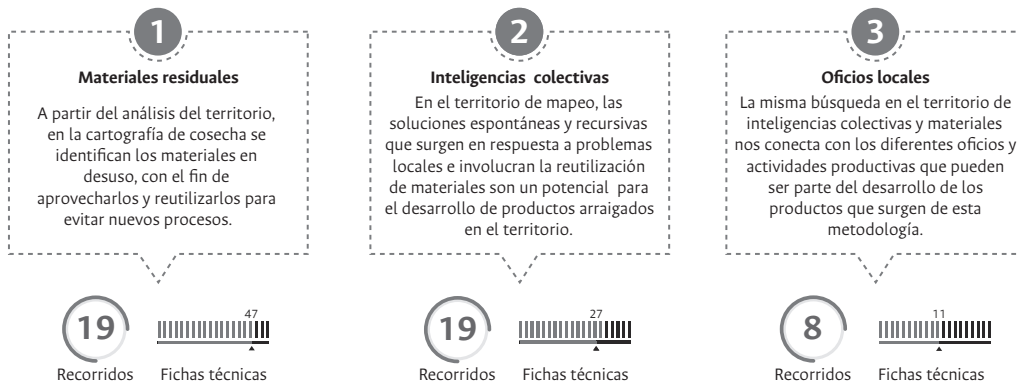 1
Materiales residuales
A partir del análisis del territorio,
en la cartografía de cosecha se
identifican los materiales en
desuso, con el fin de
aprovecharlos y reutilizarlos para
evitar nuevos procesos.
19
Recorridos
47
Fichas técnicas
2
Inteligencias colectivas
En el territorio de mapeo, las
soluciones espontáneas y recursivas
que surgen en respuesta a problemas
locales e involucran la reutilización
de materiales son un potencial para
el desarrollo de productos arraigados
en el territorio.
19
Recorridos
27
Fichas técnicas
3
Oficios locales
La misma búsqueda en el territorio de
inteligencias colectivas y materiales
nos conecta con los diferentes oficios y
actividades productivas que pueden
ser parte del desarrollo de los
productos que surgen de esta
metodología.
8
Recorridos
11
Fichas técnicas